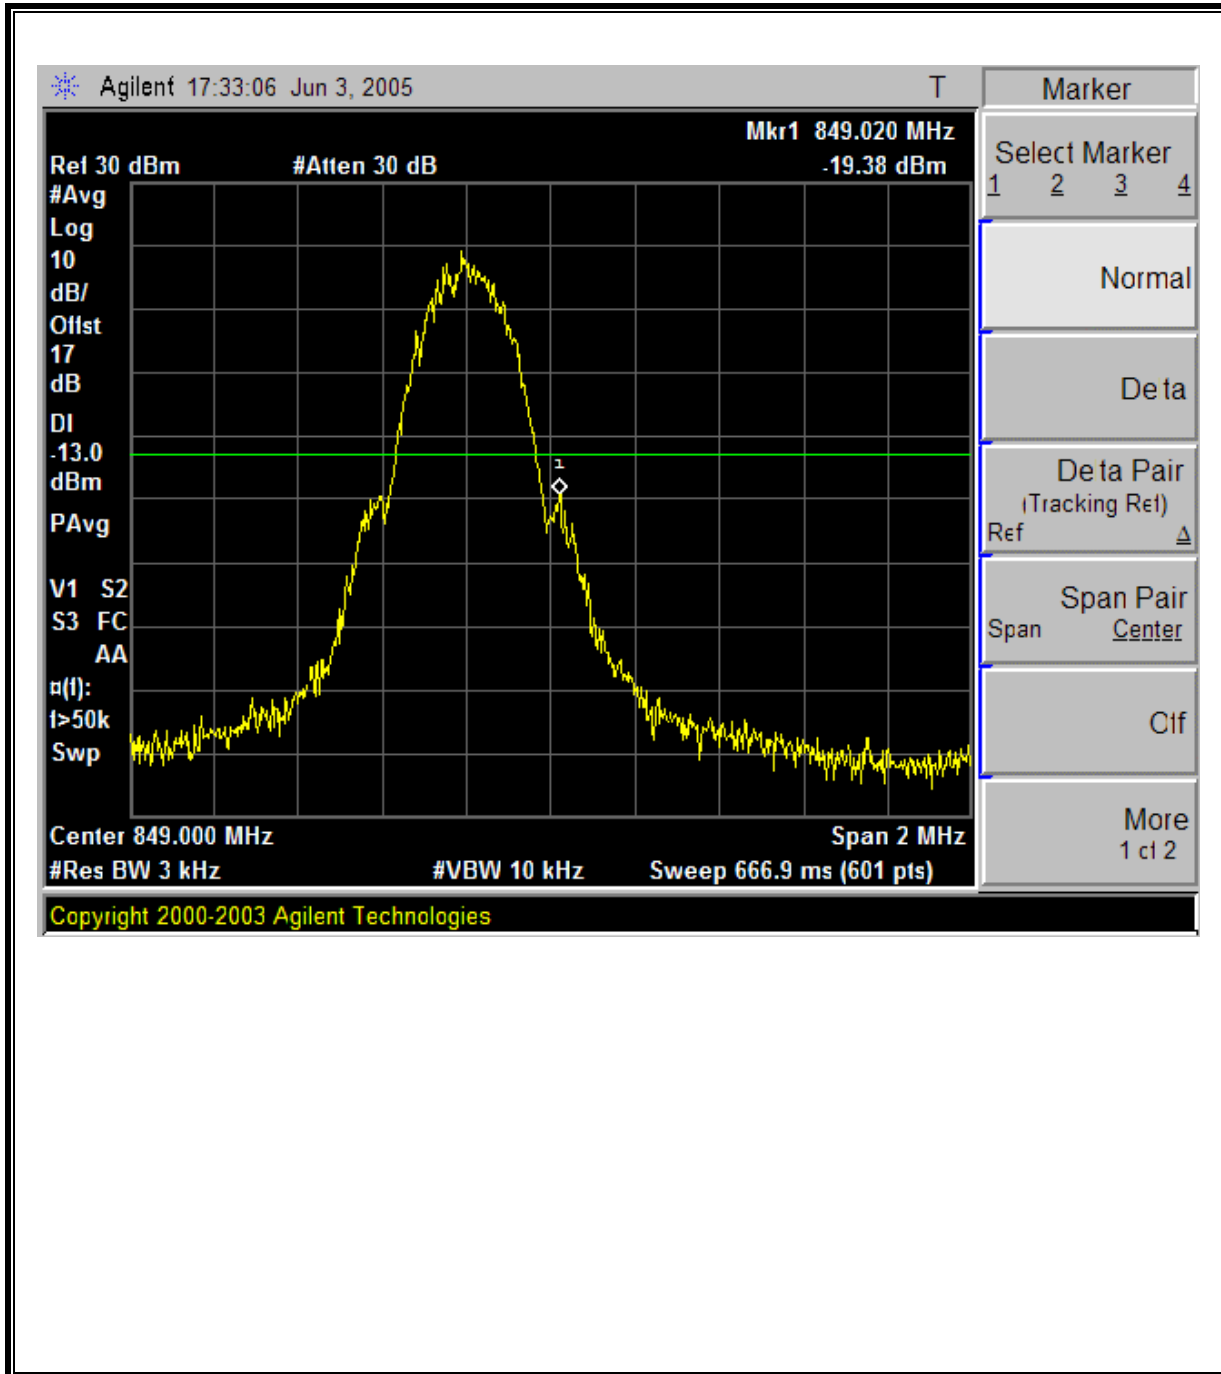 Agilent 17:33:06 Jun 3, 2005 T
Mkr1 849.020 MHz
Ref 30 dBm #Atten 30 dB -19.38 dBm
#Avg
Log
10
dB/
Offst
17
dB
DI
-13.0
dBm
PAvg
V1 S2
S3 FC
AA
¤(f):
f>50k
Swp
1
Center 849.000 MHz Span 2 MHz
#Res BW 3 kHz #VBW 10 kHz Sweep 666.9 ms (601 pts)
Copyright 2000-2003 Agilent Technologies
Marker
Select Marker
1 2 3 4
Normal
Delta
Delta Pair
(Tracking Ref)
Ref Δ
Span Pair
Span Center
Off
More
1 of 2